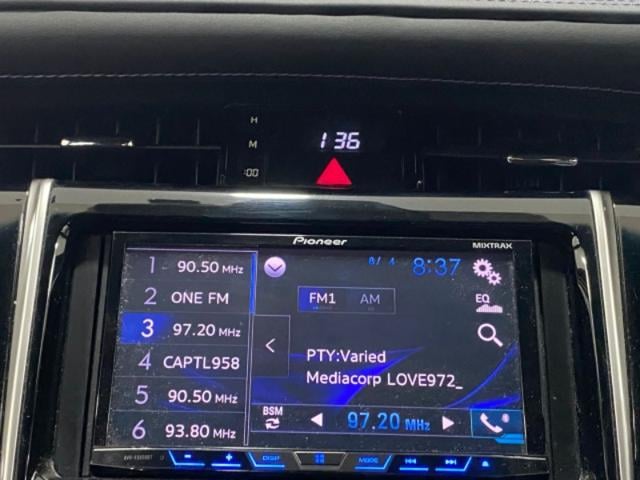 H
M
:00
1 36
Pioneer
MIXTRAX
1 90.50 MHz
2 ONE FM
3 97.20 MHz
4 CAPTL958
5 90.50 MHz
6 93.80 MHz
8:37
FM1 AM
EQ
<
PTY:Varied
Mediacorp LOVE972_
BSM
97.20 MHz
- + DISP MODE